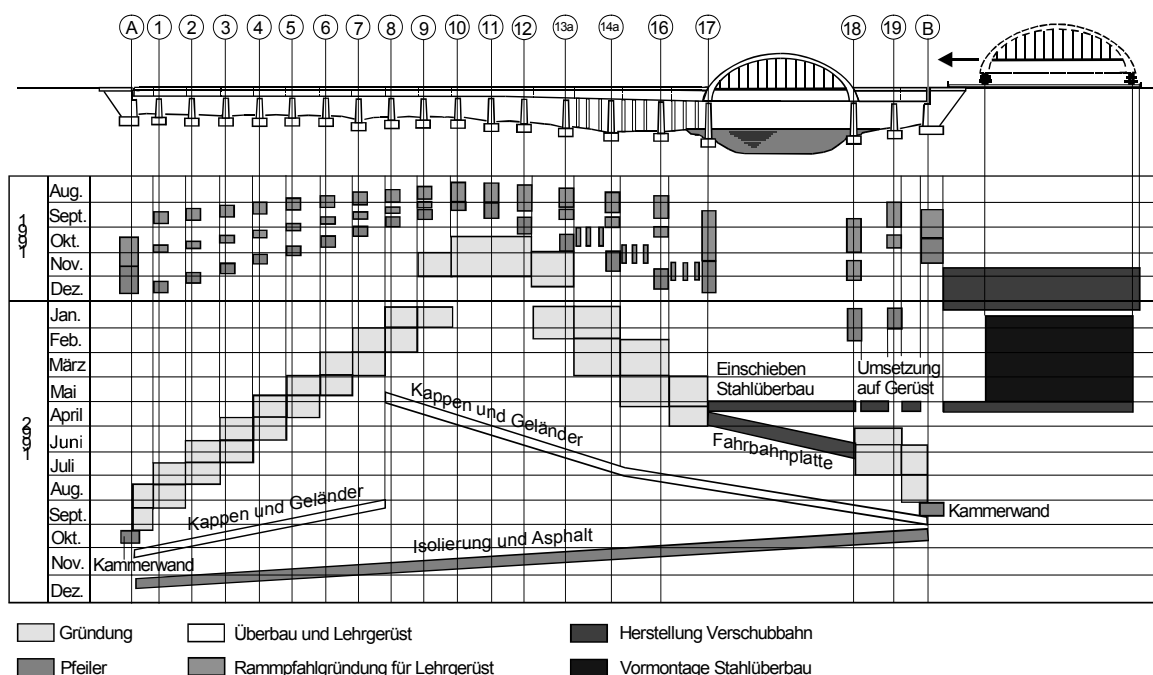 A 1 2 3 4 5 6 7 8 9 10 11 12 13a 14a 16 17 18 19 B
1991
Aug.
Sept.
Okt.
Nov.
Dez.
1992
Jan.
Feb.
März
Mai
April
Juni
Juli
Aug.
Sept.
Okt.
Nov.
Dez.
Einschieben
Stahlüberbau
Umsetzung
auf Gerüst
Kappen und Geländer
Fahrbahnplatte
Kappen und Geländer
Kammerwand
Isolierung und Asphalt
Kammerwand
Gründung
Überbau und Lehrgerüst
Herstellung Verschubbahn
Pfeiler
Rammpfahlgründung für Lehrgerüst
Vormontage Stahlüberbau